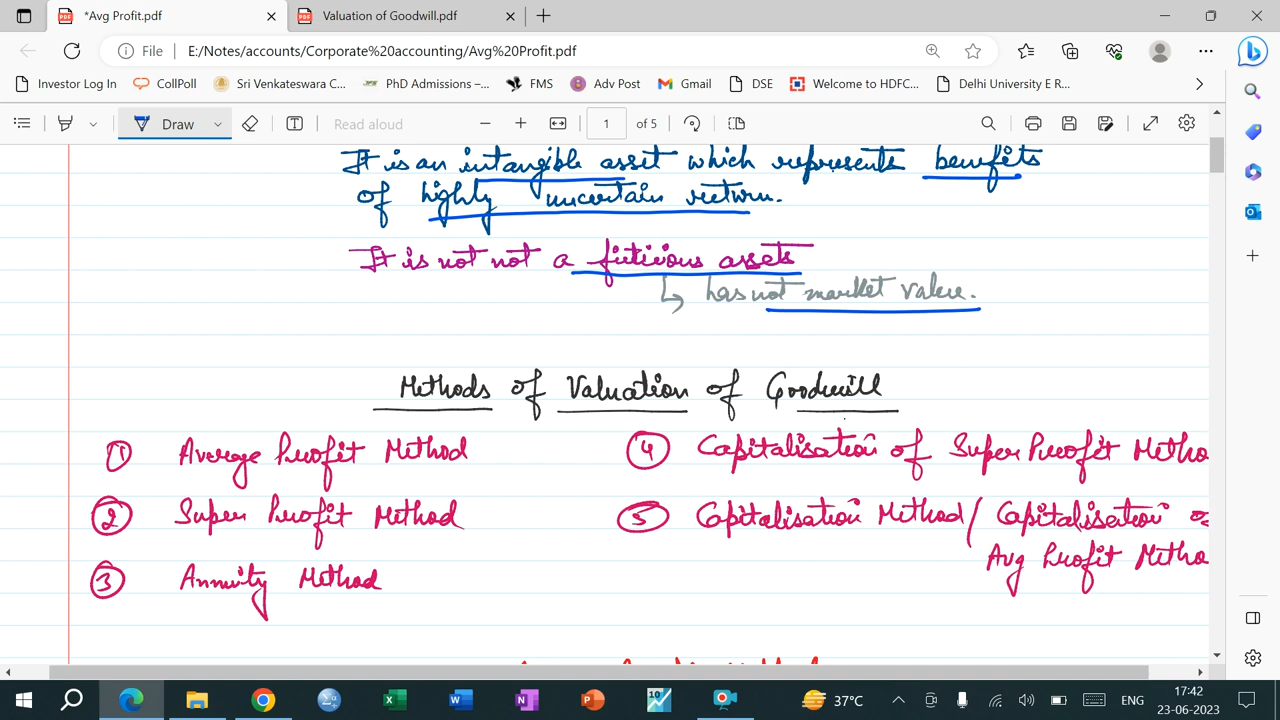 *Avg Profit.pdf
Valuation of Goodwill.pdf
File
E:/Notes/accounts/Corporate%20accounting/Avg%20Profit.pdf
Investor Log In
CollPoll
Sri Venkateswara C...
PhD Admissions –...
FMS
Adv Post
Gmail
DSE
Welcome to HDFC...
Delhi University E R...
Draw
Read aloud
1 of 5
It is an intangible asset which represents benefits
of highly uncertain return.
It is not not a fictivious assets
has not market value.
Methods of Valuation of Goodwill
① Average Profit Method
④ Capitalisation of Super Profit Metho
② Super Profit Method
⑤ Capitalisation Method/ Capitalisation o
Avg Profit Metho
③ Annuity Method
37°C
ENG
17:42
23-06-2023